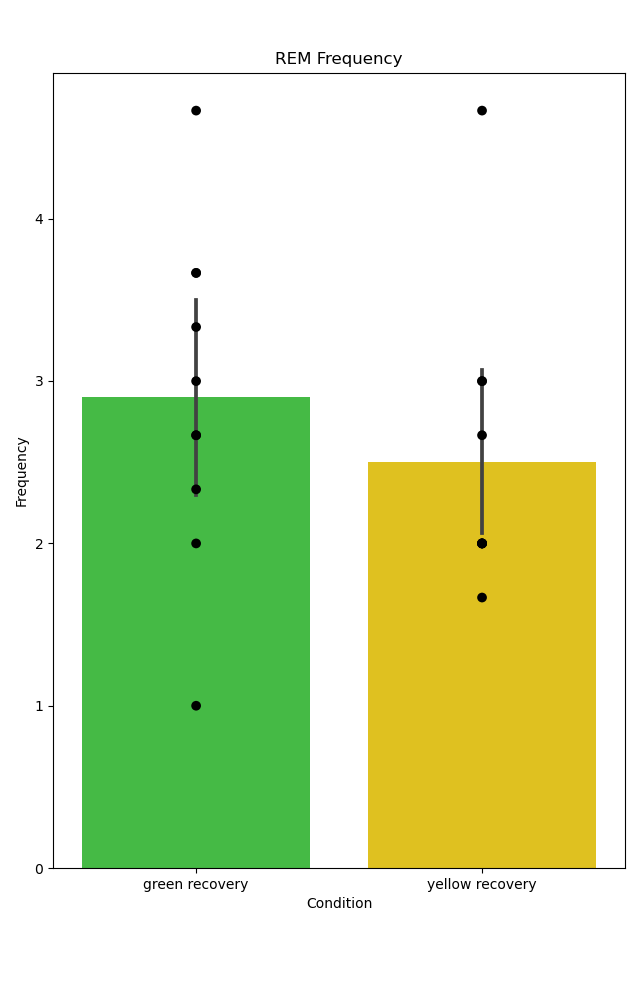 REM Frequency
4
3
2
1
0
Frequency
green recovery
yellow recovery
Condition